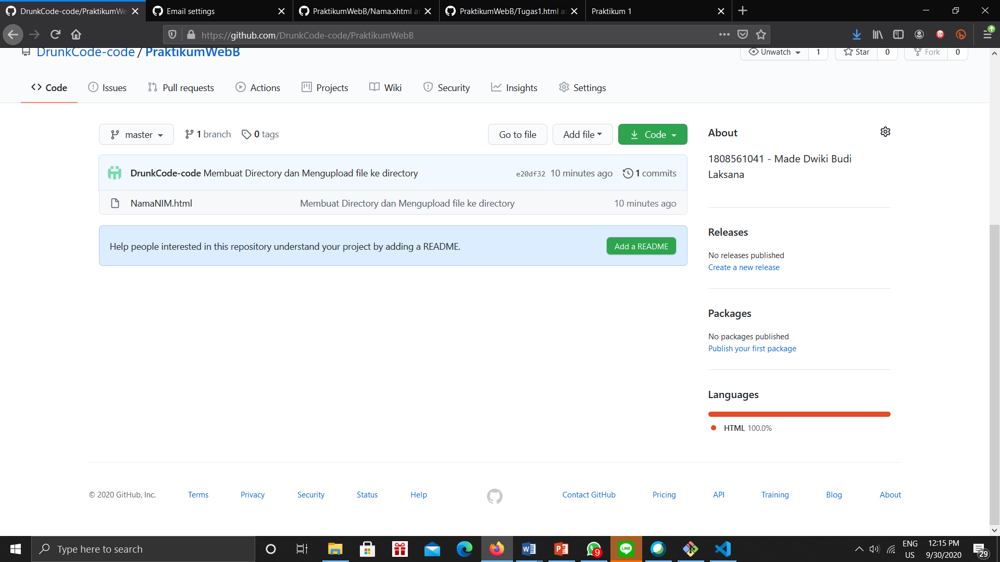 DrunkCode-code/PraktikumWe
Email settings
PraktikumWebB/Nama.xhtml at
PraktikumWebB/Tugas1.html a
Praktikum 1
https://github.com/DrunkCode-code/PraktikumWebB
DrunkCode-code / PraktikumWebB
Unwatch 1
Star 0
Fork 0
Code Issues Pull requests Actions Projects Wiki Security Insights Settings
master 1 branch 0 tags Go to file Add file Code
DrunkCode-code Membuat Directory dan Mengupload file ke directory e20df32 10 minutes ago 1 commits
NamaNIM.html Membuat Directory dan Mengupload file ke directory 10 minutes ago
Help people interested in this repository understand your project by adding a README. Add a README
About
1808561041 - Made Dwiki Budi
Laksana
Releases
No releases published
Create a new release
Packages
No packages published
Publish your first package
Languages
HTML 100.0%
© 2020 GitHub, Inc. Terms Privacy Security Status Help Contact GitHub Pricing API Training Blog About
Type here to search
9
LINE
ENG
US
12:15 PM
9/30/2020
29